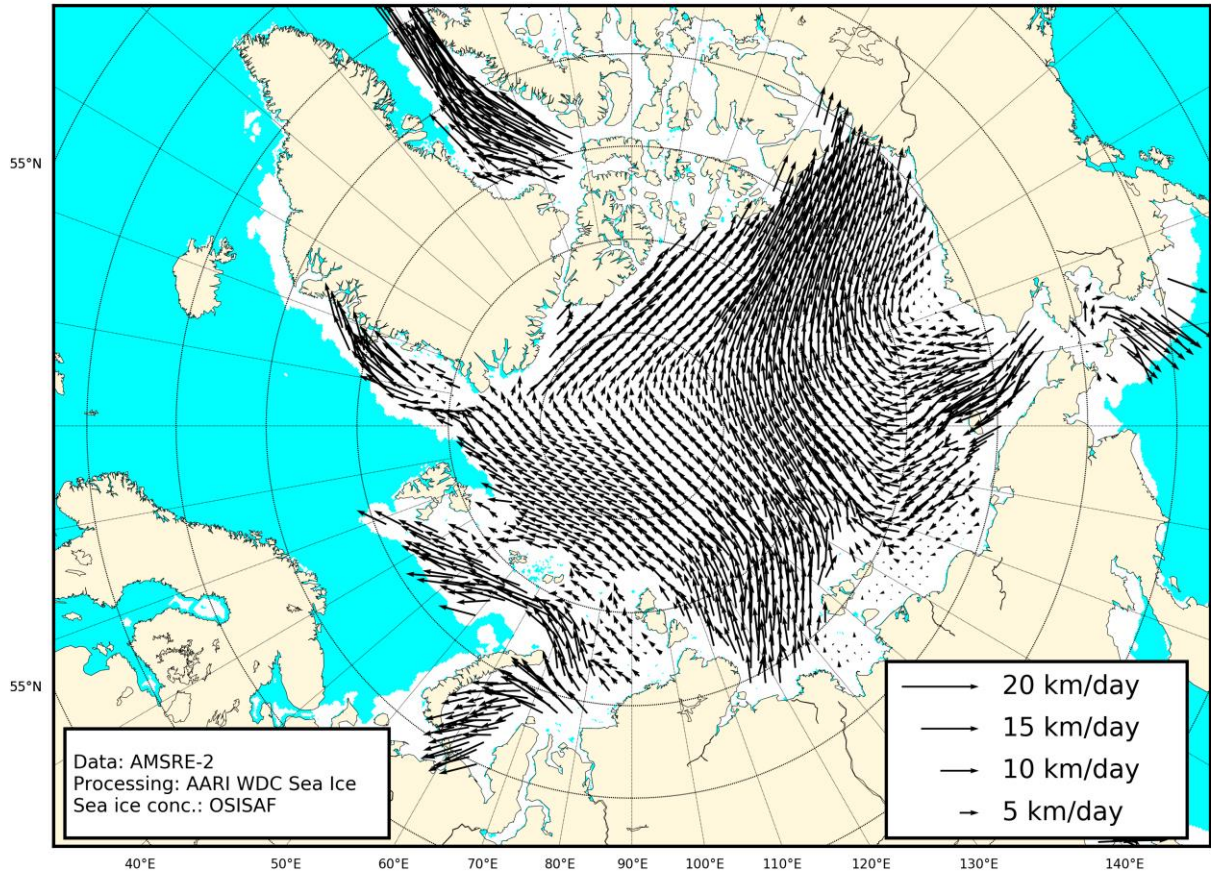 55°N
55°N
20 km/day
15 km/day
10 km/day
5 km/day
Data: AMSRE-2
Processing: AARI WDC Sea Ice
Sea ice conc.: OSISAF
40°E 50°E 60°E 70°E 80°E 90°E 100°E 110°E 120°E 130°E 140°E